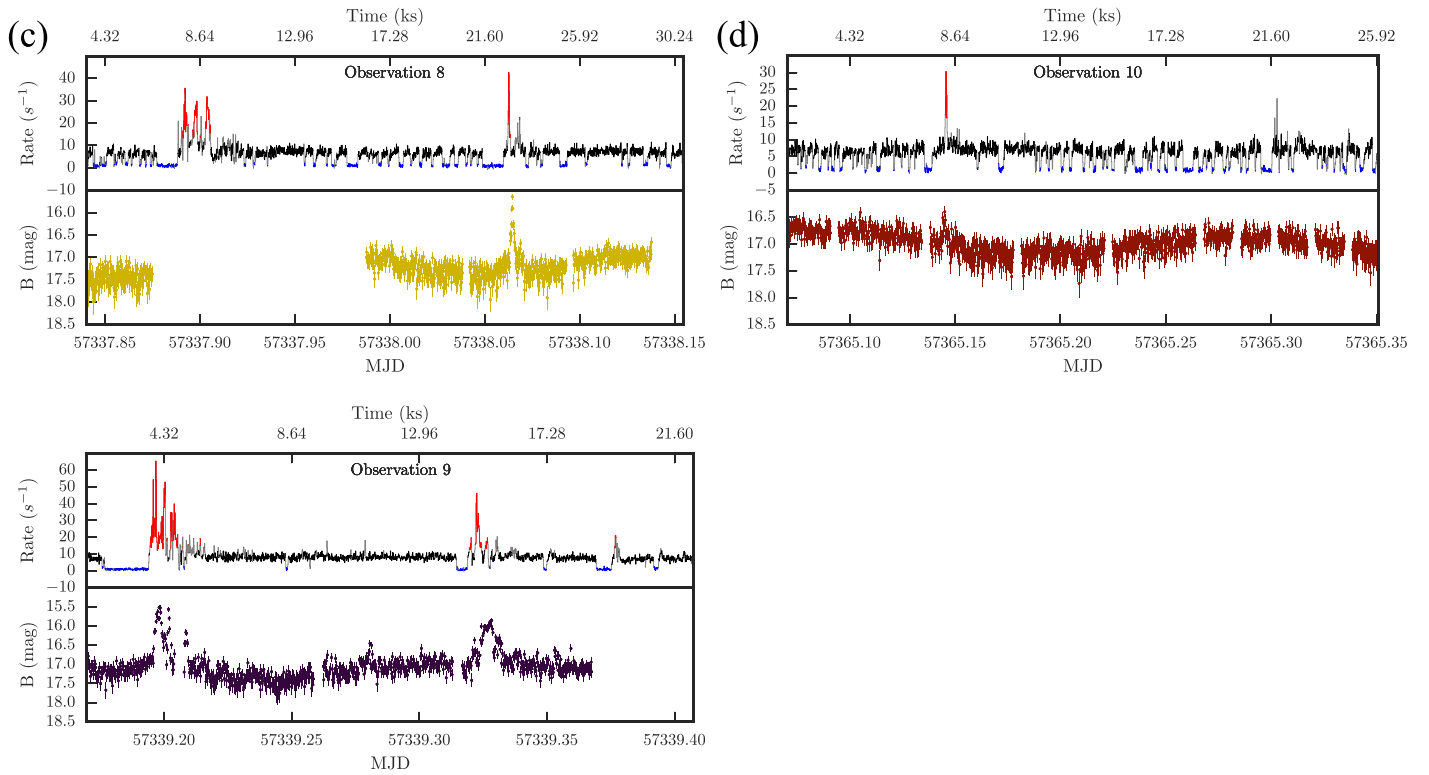 (c)
Time (ks)
4.32 8.64 12.96 17.28 21.60 25.92 30.24
Observation 8
Rate (s⁻¹)
40
30
20
10
0
−10
B (mag)
16.0
16.5
17.0
17.5
18.0
18.5
57337.85 57337.90 57337.95 57338.00 57338.05 57338.10 57338.15
MJD
(d)
Time (ks)
4.32 8.64 12.96 17.28 21.60 25.92
Observation 10
Rate (s⁻¹)
30
25
20
15
10
5
0
−5
B (mag)
16.5
17.0
17.5
18.0
18.5
57365.10 57365.15 57365.20 57365.25 57365.30 57365.35
MJD
Time (ks)
4.32 8.64 12.96 17.28 21.60
Observation 9
Rate (s⁻¹)
60
50
40
30
20
10
0
−10
B (mag)
15.5
16.0
16.5
17.0
17.5
18.0
18.5
57339.20 57339.25 57339.30 57339.35 57339.40
MJD